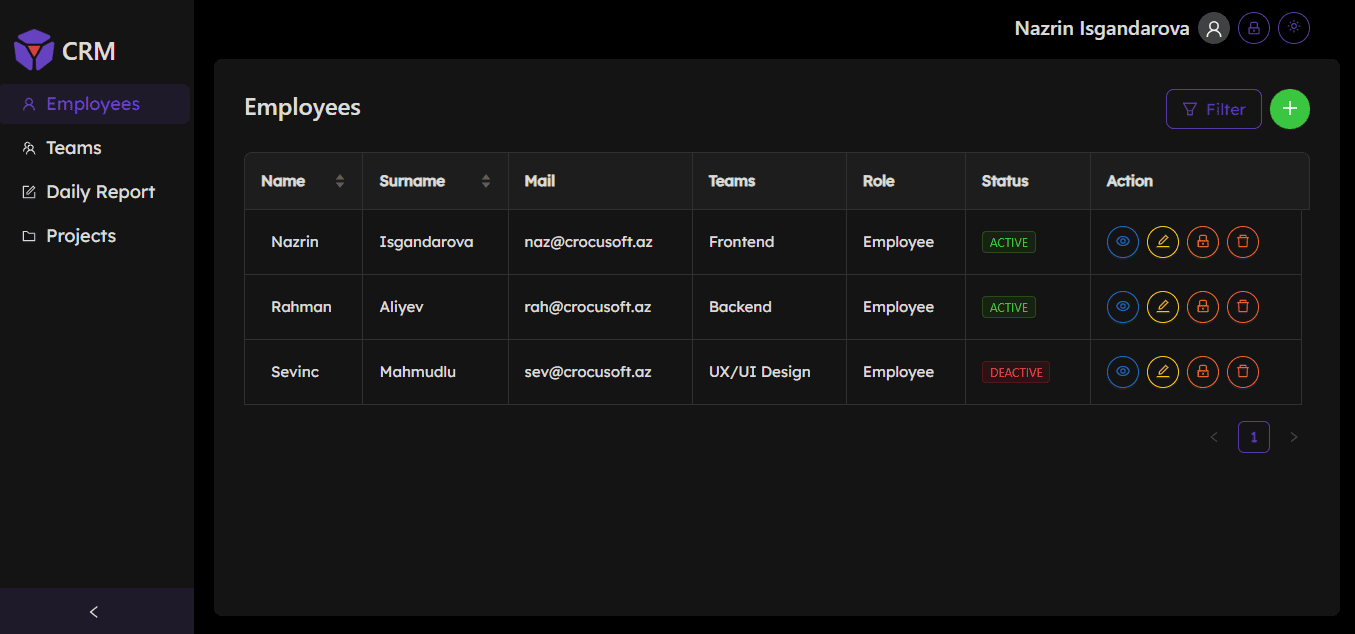 Nazrin Isgandarova
CRM
Employees
Teams
Daily Report
Projects
Employees
Filter
Name Surname Mail Teams Role Status Action
Nazrin Isgandarova naz@crocusoft.az Frontend Employee ACTIVE
Rahman Aliyev rah@crocusoft.az Backend Employee ACTIVE
Sevinc Mahmudlu sev@crocusoft.az UX/UI Design Employee DEACTIVE
1